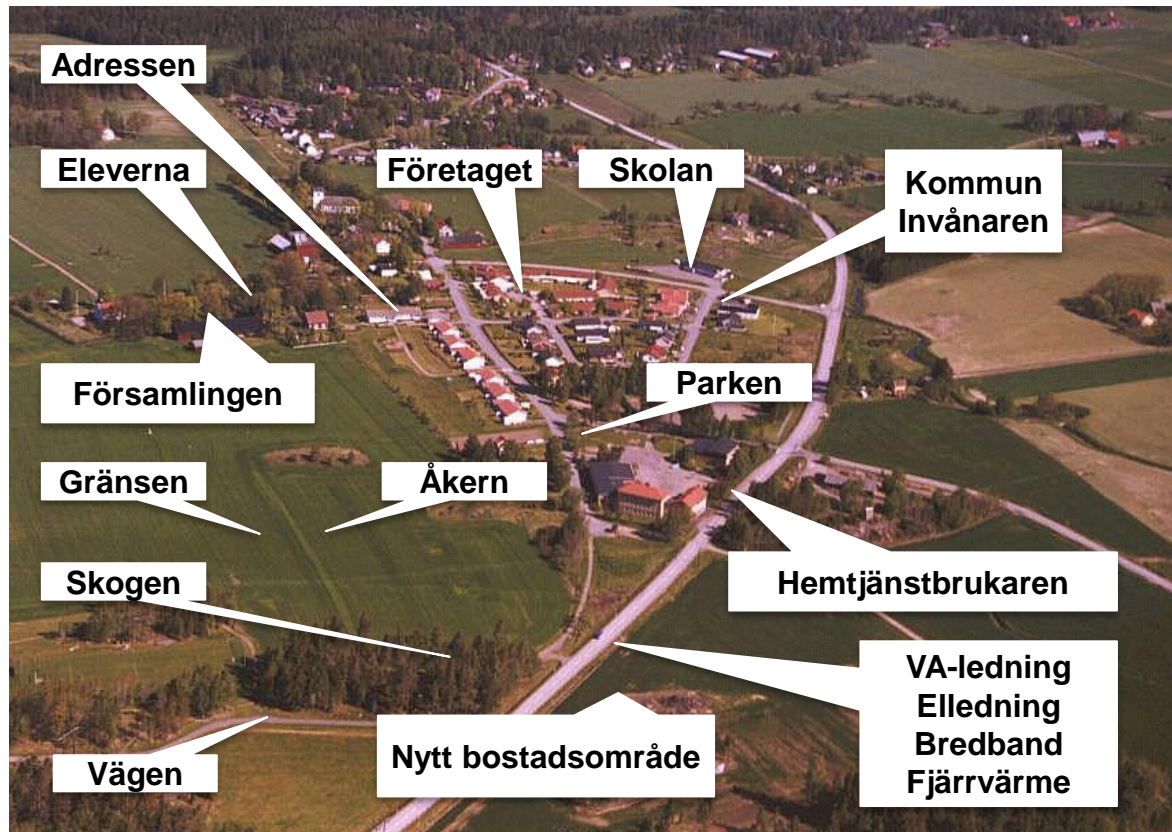 Adressen
Eleverna
Företaget
Skolan
Kommun
Invånaren
Församlingen
Parken
Gränsen
Åkern
Skogen
Hemtjänstbrukaren
VA-ledning
Elledning
Bredband
Fjärrvärme
Nytt bostadsområde
Vägen